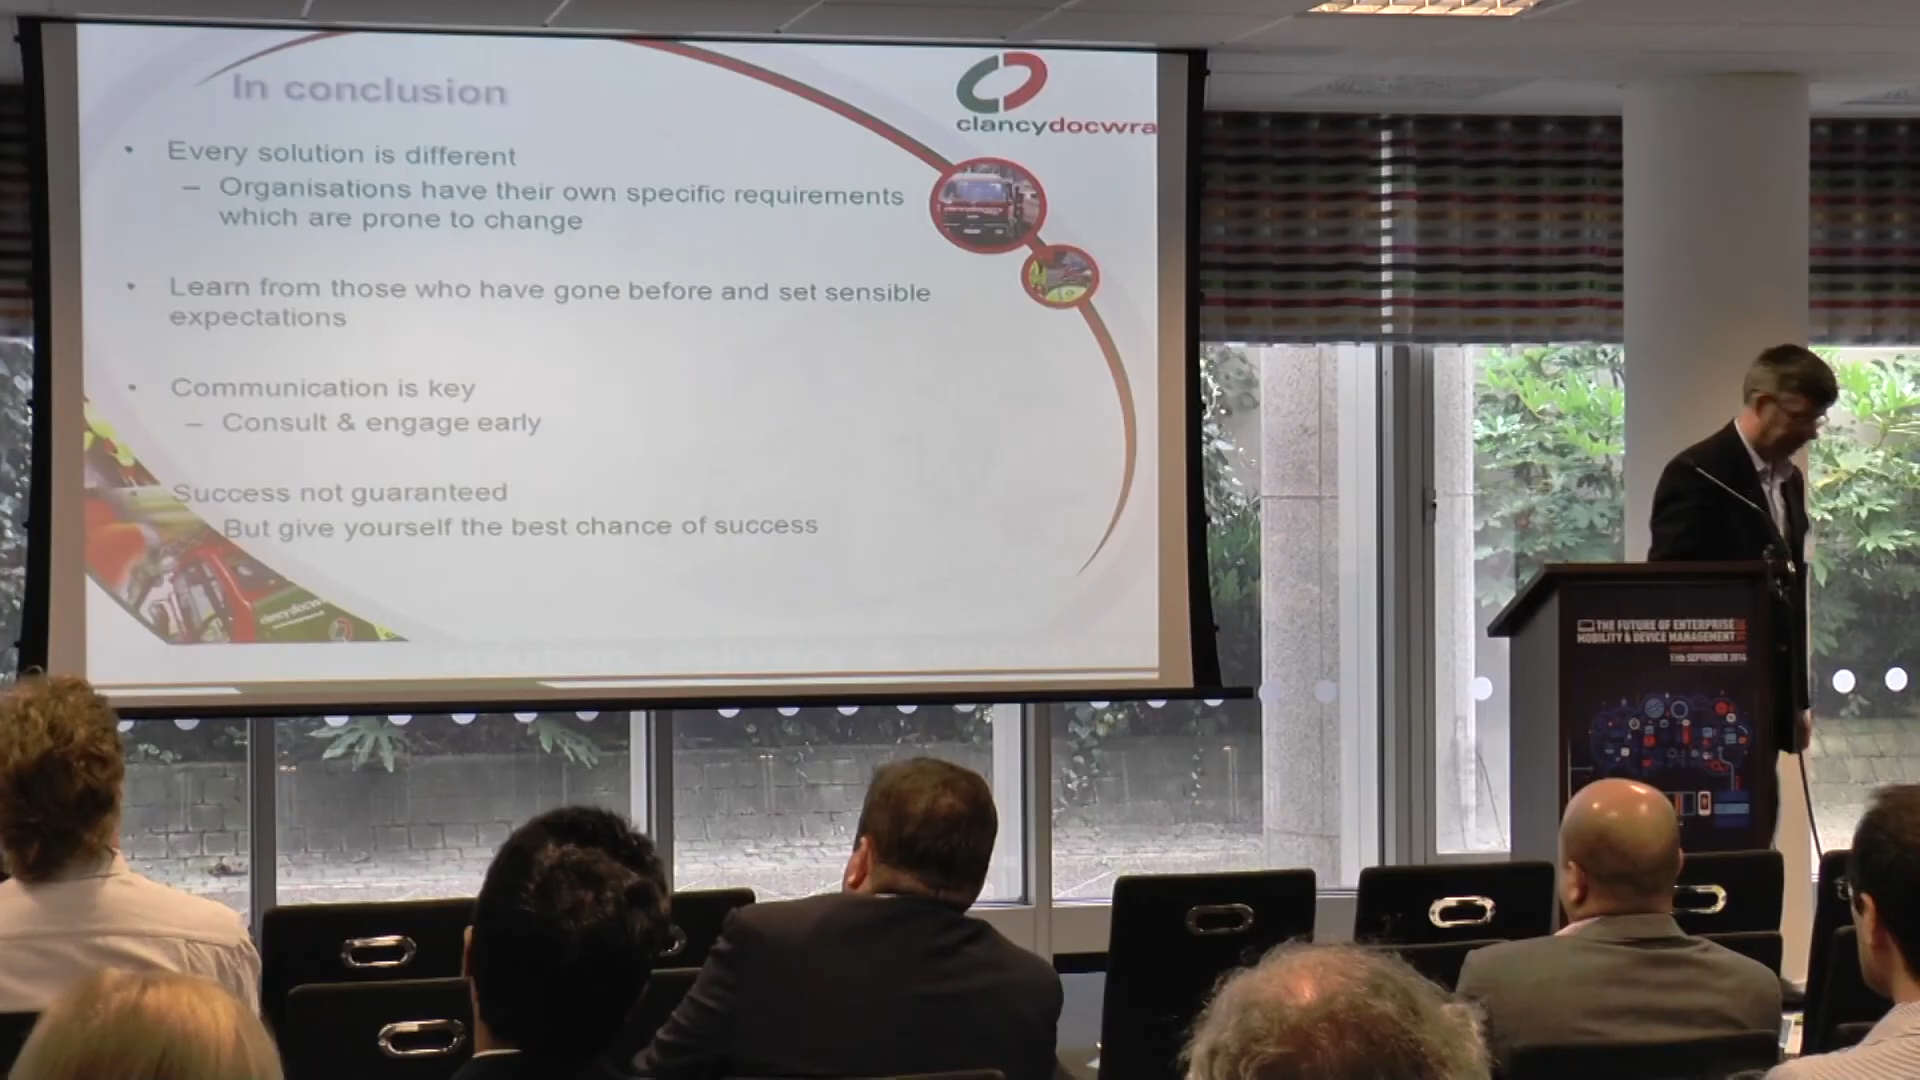 In conclusion
clancydocwra
• Every solution is different
– Organisations have their own specific requirements
which are prone to change
• Learn from those who have gone before and set sensible
expectations
• Communication is key
– Consult & engage early
Success not guaranteed
But give yourself the best chance of success
clancydocwra
THE FUTURE OF ENTERPRISE
MOBILITY & DEVICE MANAGEMENT
11th SEPTEMBER 2014